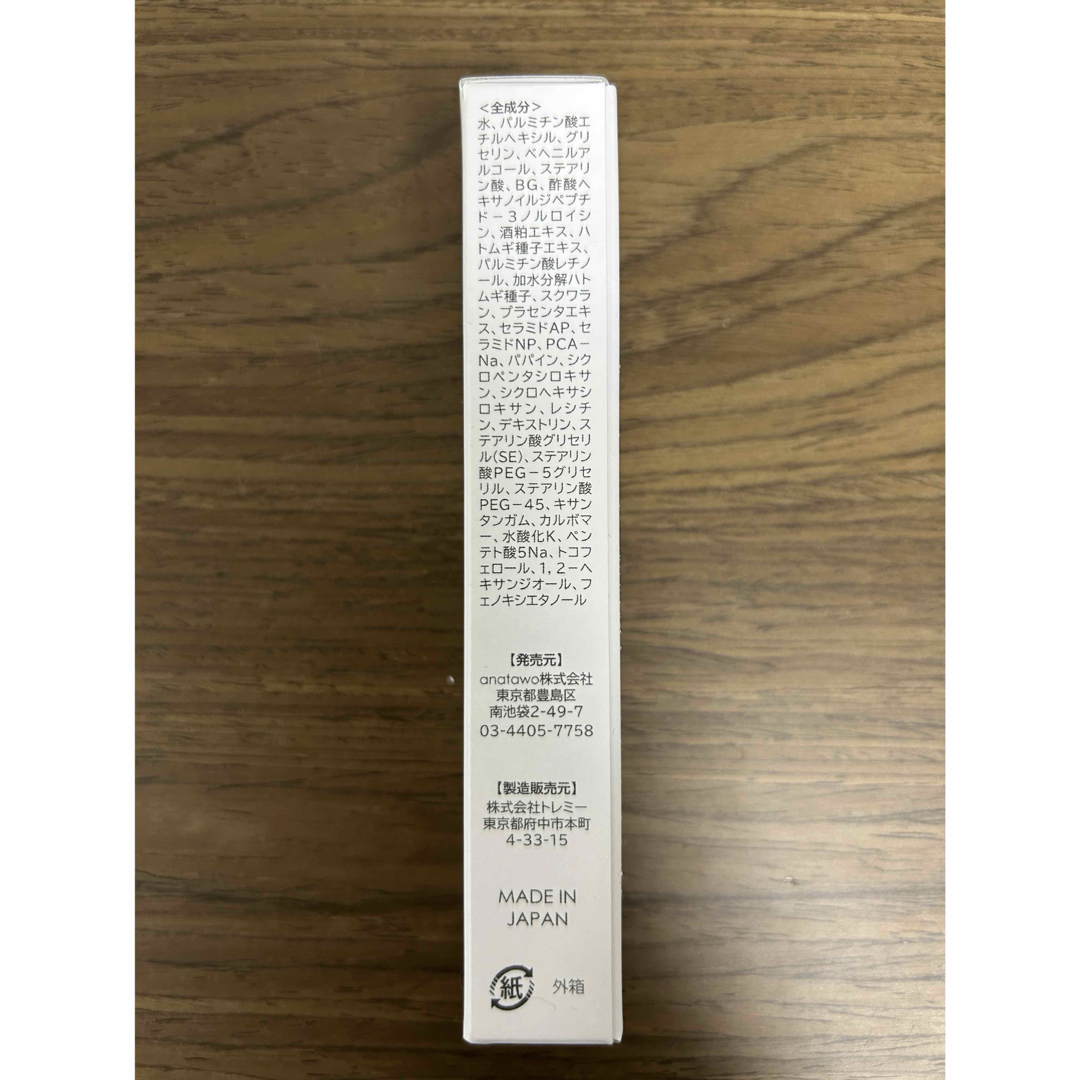 <全成分>
水、パルミチン酸エ
チルヘキシル、グリ
セリン、ベヘニルア
ルコール、ステアリ
ン酸、BG、酢酸ヘ
キサノイルジペプチ
ド-3ノルロイシ
ン、酒粕エキス、ハ
トムギ種子エキス、
パルミチン酸レチノ
ール、加水分解ハト
ムギ種子、スクワラ
ン、プラセンタエキ
ス、セラミドAP、セ
ラミドNP、PCA-
Na、パパイン、シク
ロペンタシロキサ
ン、シクロヘキサシ
ロキサン、レシチ
ン、デキストリン、ス
テアリン酸グリセリ
ル(SE)、ステアリン
酸PEG-5グリセ
リル、ステアリン酸
PEG-45、キサン
タンガム、カルボマ
ー、水酸化K、ペン
テト酸5Na、トコフ
ェロール、1,2-ヘ
キサンジオール、フ
ェノキシエタノール
【発売元】
anatawo株式会社
東京都豊島区
南池袋2-49-7
03-4405-7758
【製造販売元】
株式会社トレミー
東京都府中市本町
4-33-15
MADE IN
JAPAN
紙 外箱